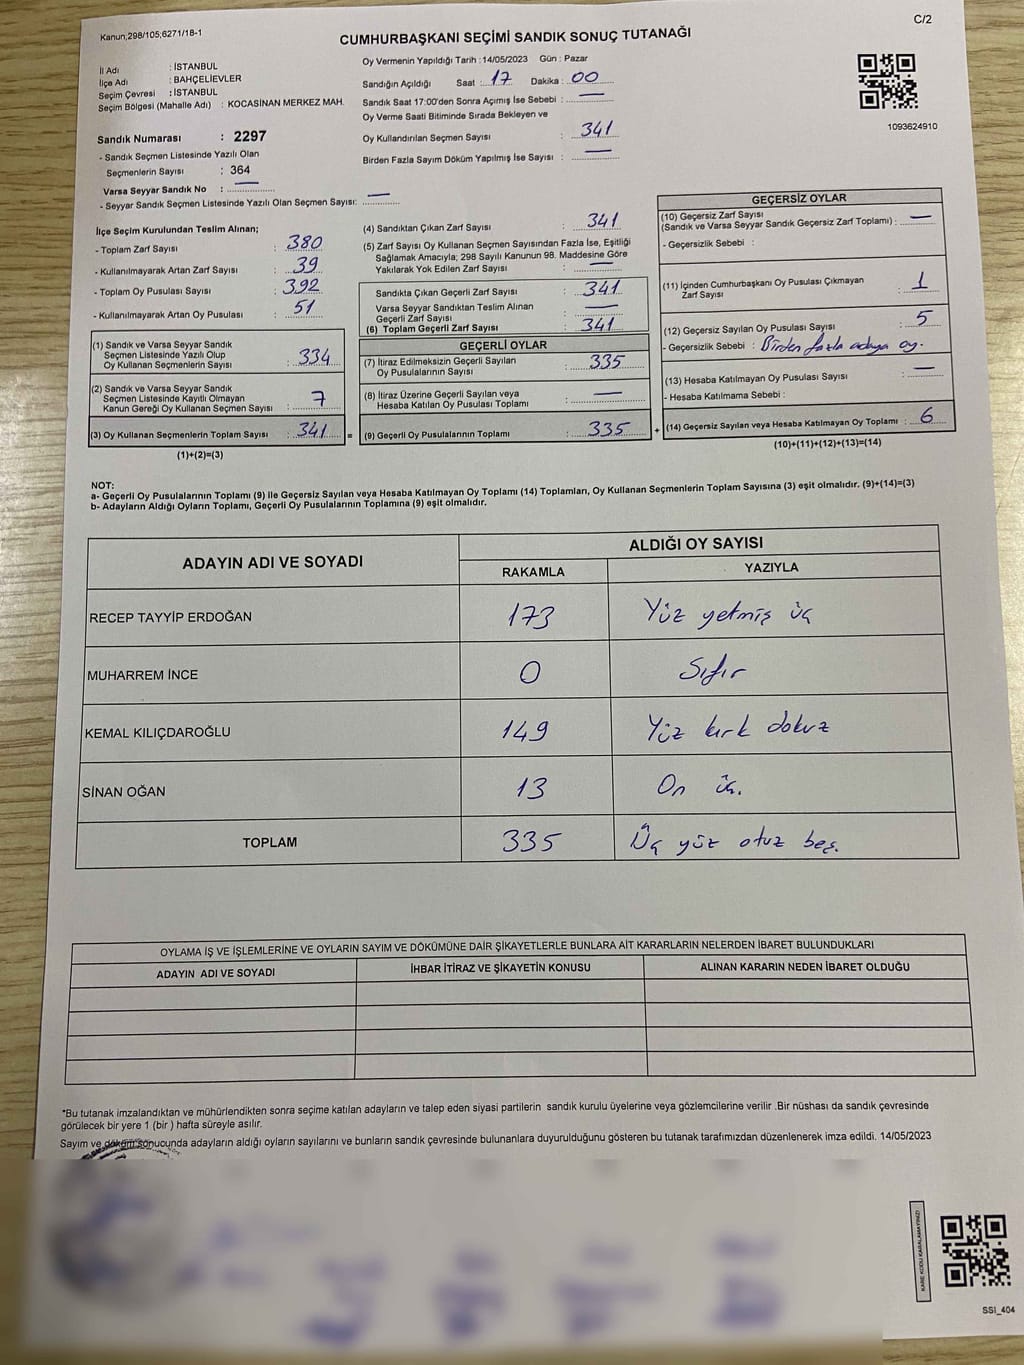 Kanun,298/105;6271/18-1
C/2
CUMHURBAŞKANI SEÇİMİ SANDIK SONUÇ TUTANAĞI
İl Adı : İSTANBUL
İlçe Adı : BAHÇELİEVLER
Seçim Çevresi : İSTANBUL
Seçim Bölgesi (Mahalle Adı) : KOCASİNAN MERKEZ MAH.
Sandık Numarası : 2297
- Sandık Seçmen Listesinde Yazılı Olan
Seçmenlerin Sayısı : 364
Varsa Seyyar Sandık No : —
- Seyyar Sandık Seçmen Listesinde Yazılı Olan Seçmen Sayısı: —
Oy Vermenin Yapıldığı Tarih :14/05/2023 Gün : Pazar
Sandığın Açıldığı Saat : 17 Dakika : 00
Sandık Saat 17:00'den Sonra Açımış İse Sebebi : —
Oy Verme Saati Bitiminde Sırada Bekleyen ve
Oy Kullandırılan Seçmen Sayısı : 341
Birden Fazla Sayım Döküm Yapılmış İse Sayısı : —
1093624910
İlçe Seçim Kurulundan Teslim Alınan;
- Toplam Zarf Sayısı : 380
- Kullanılmayarak Artan Zarf Sayısı : 39
- Toplam Oy Pusulası Sayısı : 392
- Kullanılmayarak Artan Oy Pusulası : 51
(1) Sandık ve Varsa Seyyar Sandık
Seçmen Listesinde Yazılı Olup
Oy Kullanan Seçmenlerin Sayısı : 334
(2) Sandık ve Varsa Seyyar Sandık
Seçmen Listesinde Kayıtlı Olmayan
Kanun Gereği Oy Kullanan Seçmen Sayısı : 7
(3) Oy Kullanan Seçmenlerin Toplam Sayısı : 341 =
(1)+(2)=(3)
(4) Sandıktan Çıkan Zarf Sayısı : 341
(5) Zarf Sayısı Oy Kullanan Seçmen Sayısından Fazla İse, Eşitliği
Sağlamak Amacıyla; 298 Sayılı Kanunun 98. Maddesine Göre
Yakılarak Yok Edilen Zarf Sayısı : —
Sandıkta Çıkan Geçerli Zarf Sayısı : 341
Varsa Seyyar Sandıktan Teslim Alınan
Geçerli Zarf Sayısı : —
(6) Toplam Geçerli Zarf Sayısı : 341
GEÇERLİ OYLAR
(7) İtiraz Edilmeksizin Geçerli Sayılan
Oy Pusulalarının Sayısı : 335
(8) İtiraz Üzerine Geçerli Sayılan veya
Hesaba Katılan Oy Pusulası Toplamı : —
(9) Geçerli Oy Pusulalarının Toplamı : 335 +
GEÇERSİZ OYLAR
(10) Geçersiz Zarf Sayısı
(Sandık ve Varsa Seyyar Sandık Geçersiz Zarf Toplamı) : —
- Geçersizlik Sebebi :
(11) İçinden Cumhurbaşkanı Oy Pusulası Çıkmayan
Zarf Sayısı : 1
(12) Geçersiz Sayılan Oy Pusulası Sayısı : 5
- Geçersizlik Sebebi : Birden fazla adaya oy.
(13) Hesaba Katılmayan Oy Pusulası Sayısı : —
- Hesaba Katılmama Sebebi :
(14) Geçersiz Sayılan veya Hesaba Katılmayan Oy Toplamı : 6
(10)+(11)+(12)+(13)=(14)
NOT:
a- Geçerli Oy Pusulalarının Toplamı (9) ile Geçersiz Sayılan veya Hesaba Katılmayan Oy Toplamı (14) Toplamları, Oy Kullanan Seçmenlerin Toplam Sayısına (3) eşit olmalıdır. (9)+(14)=(3)
b- Adayların Aldığı Oyların Toplamı, Geçerli Oy Pusulalarının Toplamına (9) eşit olmalıdır.
ADAYIN ADI VE SOYADI
ALDIĞI OY SAYISI
RAKAMLA YAZIYLA
RECEP TAYYİP ERDOĞAN 173 Yüz yetmiş üç
MUHARREM İNCE 0 Sıfır
KEMAL KILIÇDAROĞLU 149 Yüz kırk dokuz
SİNAN OĞAN 13 On üç.
TOPLAM 335 Üç yüz otuz beş.
OYLAMA İŞ VE İŞLEMLERİNE VE OYLARIN SAYIM VE DÖKÜMÜNE DAİR ŞİKAYETLERLE BUNLARA AİT KARARLARIN NELERDEN İBARET BULUNDUKLARI
ADAYIN ADI VE SOYADI İHBAR İTİRAZ VE ŞİKAYETİN KONUSU ALINAN KARARIN NEDEN İBARET OLDUĞU
*Bu tutanak imzalandıktan ve mühürlendikten sonra seçime katılan adayların ve talep eden siyasi partilerin sandık kurulu üyelerine veya gözlemcilerine verilir .Bir nüshası da sandık çevresinde
görülecek bir yere 1 (bir ) hafta süreyle asılır.
Sayım ve döküm sonucunda adayların aldığı oyların sayılarını ve bunların sandık çevresinde bulunanlara duyurulduğunu gösteren bu tutanak tarafımızdan düzenlenerek imza edildi. 14/05/2023
KARE KODU KARALAMAYINIZ!
SSI_404